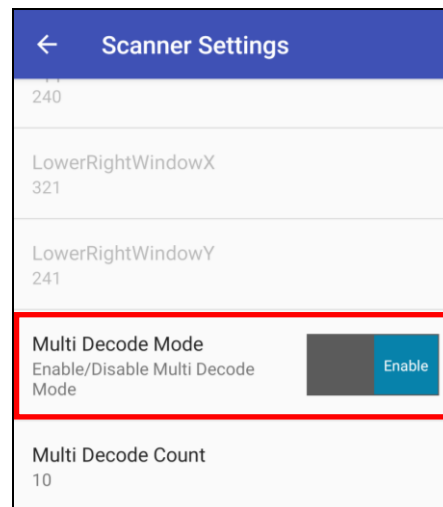 Scanner Settings
240
LowerRightWindowX
321
LowerRightWindowY
241
Multi Decode Mode
Enable/Disable Multi Decode
Mode
Enable
Multi Decode Count
10